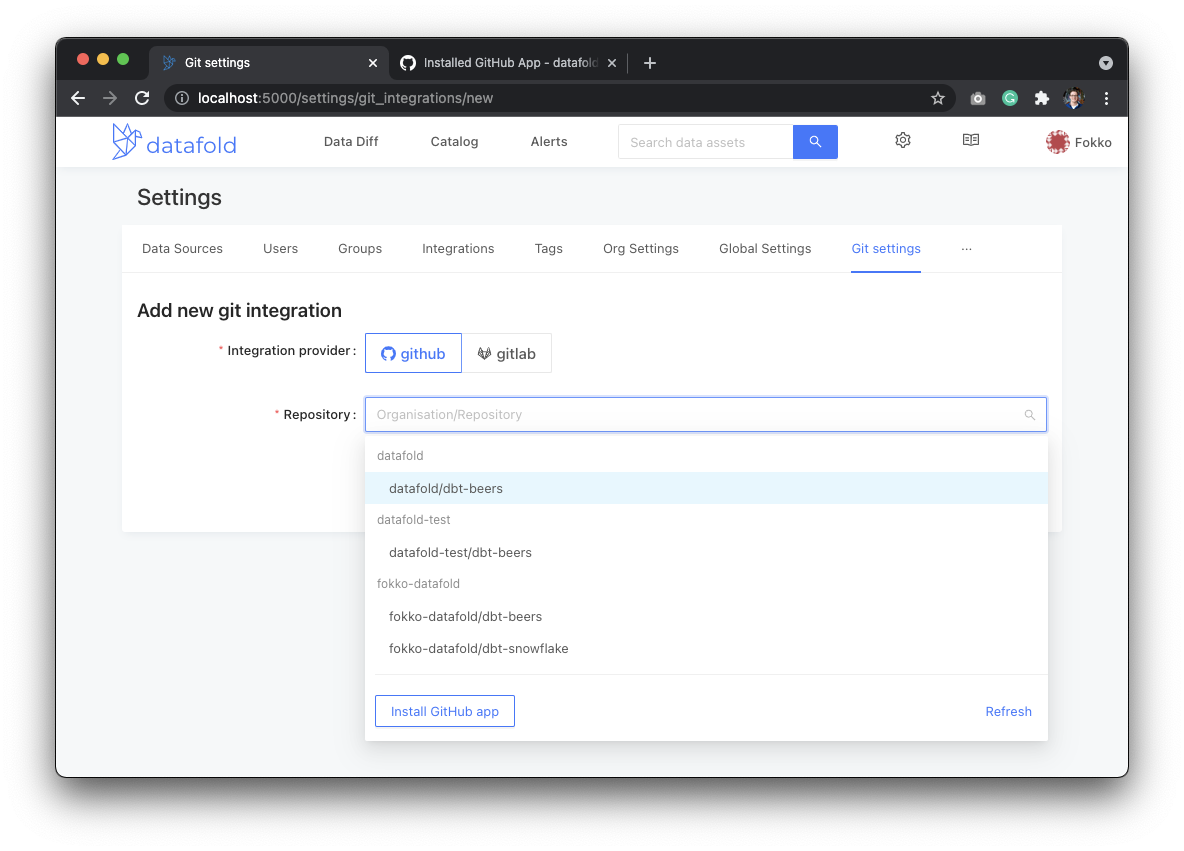 Git settings
Installed GitHub App - datafold
localhost:5000/settings/git_integrations/new
datafold
Data Diff
Catalog
Alerts
Search data assets
Fokko
Settings
Data Sources
Users
Groups
Integrations
Tags
Org Settings
Global Settings
Git settings
···
Add new git integration
* Integration provider :
github
gitlab
* Repository :
Organisation/Repository
datafold
datafold/dbt-beers
datafold-test
datafold-test/dbt-beers
fokko-datafold
fokko-datafold/dbt-beers
fokko-datafold/dbt-snowflake
Install GitHub app
Refresh